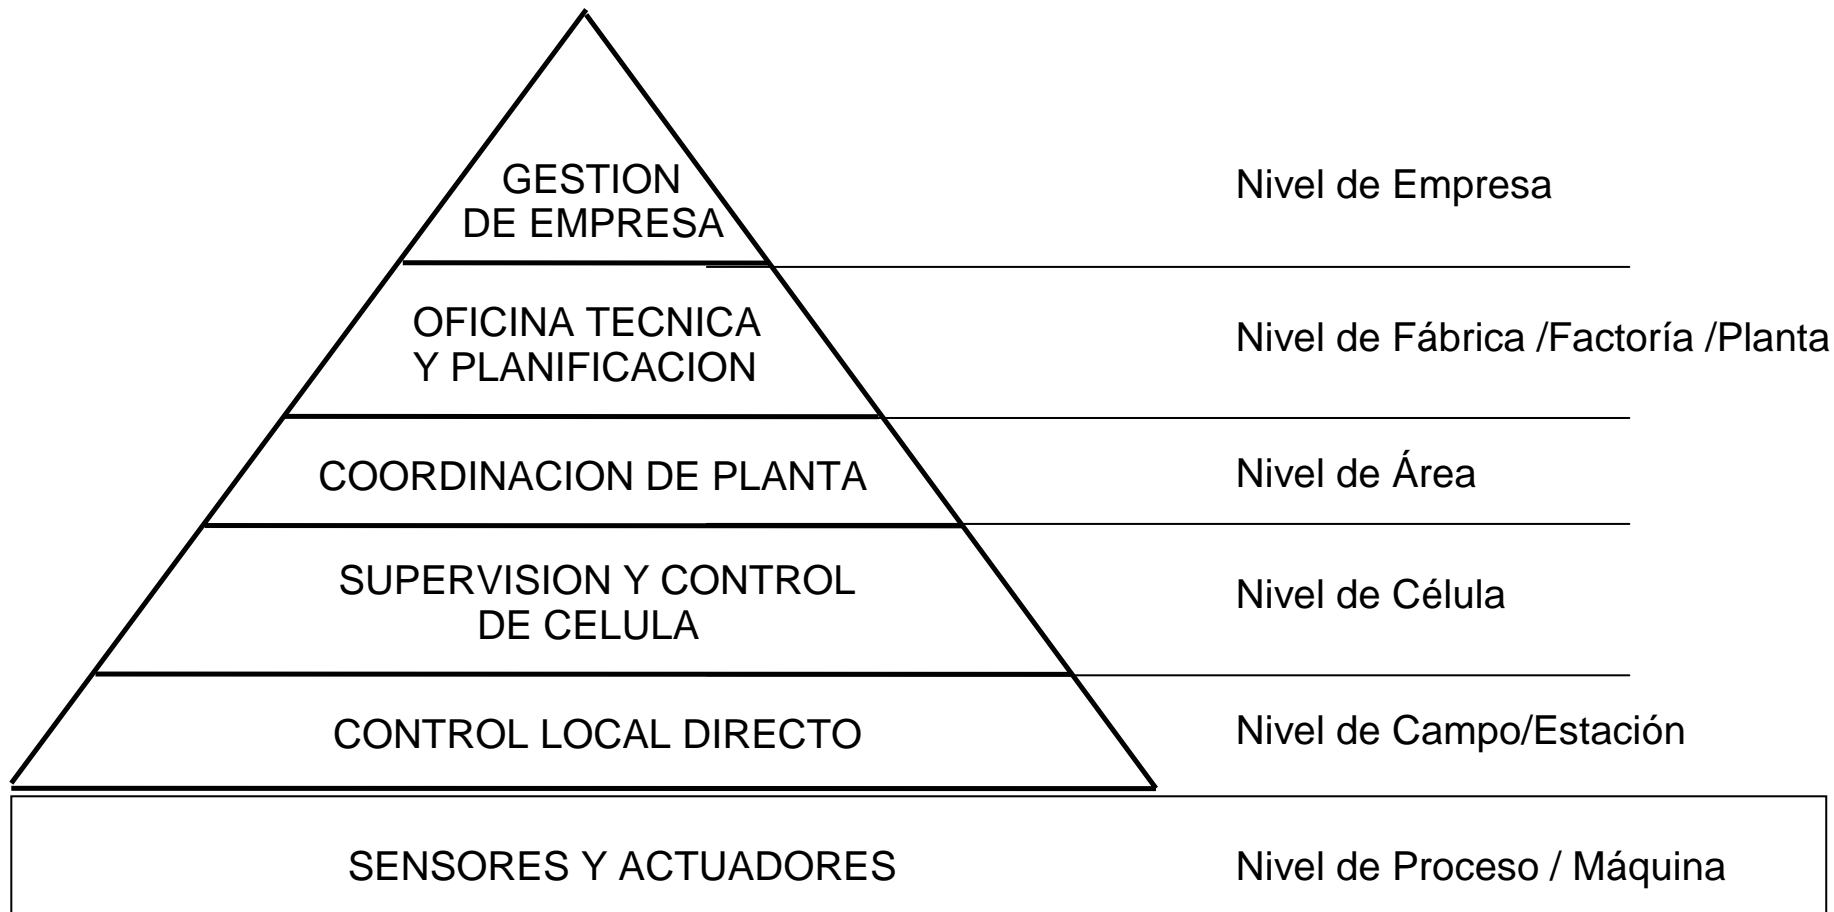 GESTION
DE EMPRESA
Nivel de Empresa
OFICINA TECNICA
Y PLANIFICACION
Nivel de Fábrica /Factoría /Planta
COORDINACION DE PLANTA
Nivel de Área
SUPERVISION Y CONTROL
DE CELULA
Nivel de Célula
CONTROL LOCAL DIRECTO
Nivel de Campo/Estación
SENSORES Y ACTUADORES
Nivel de Proceso / Máquina